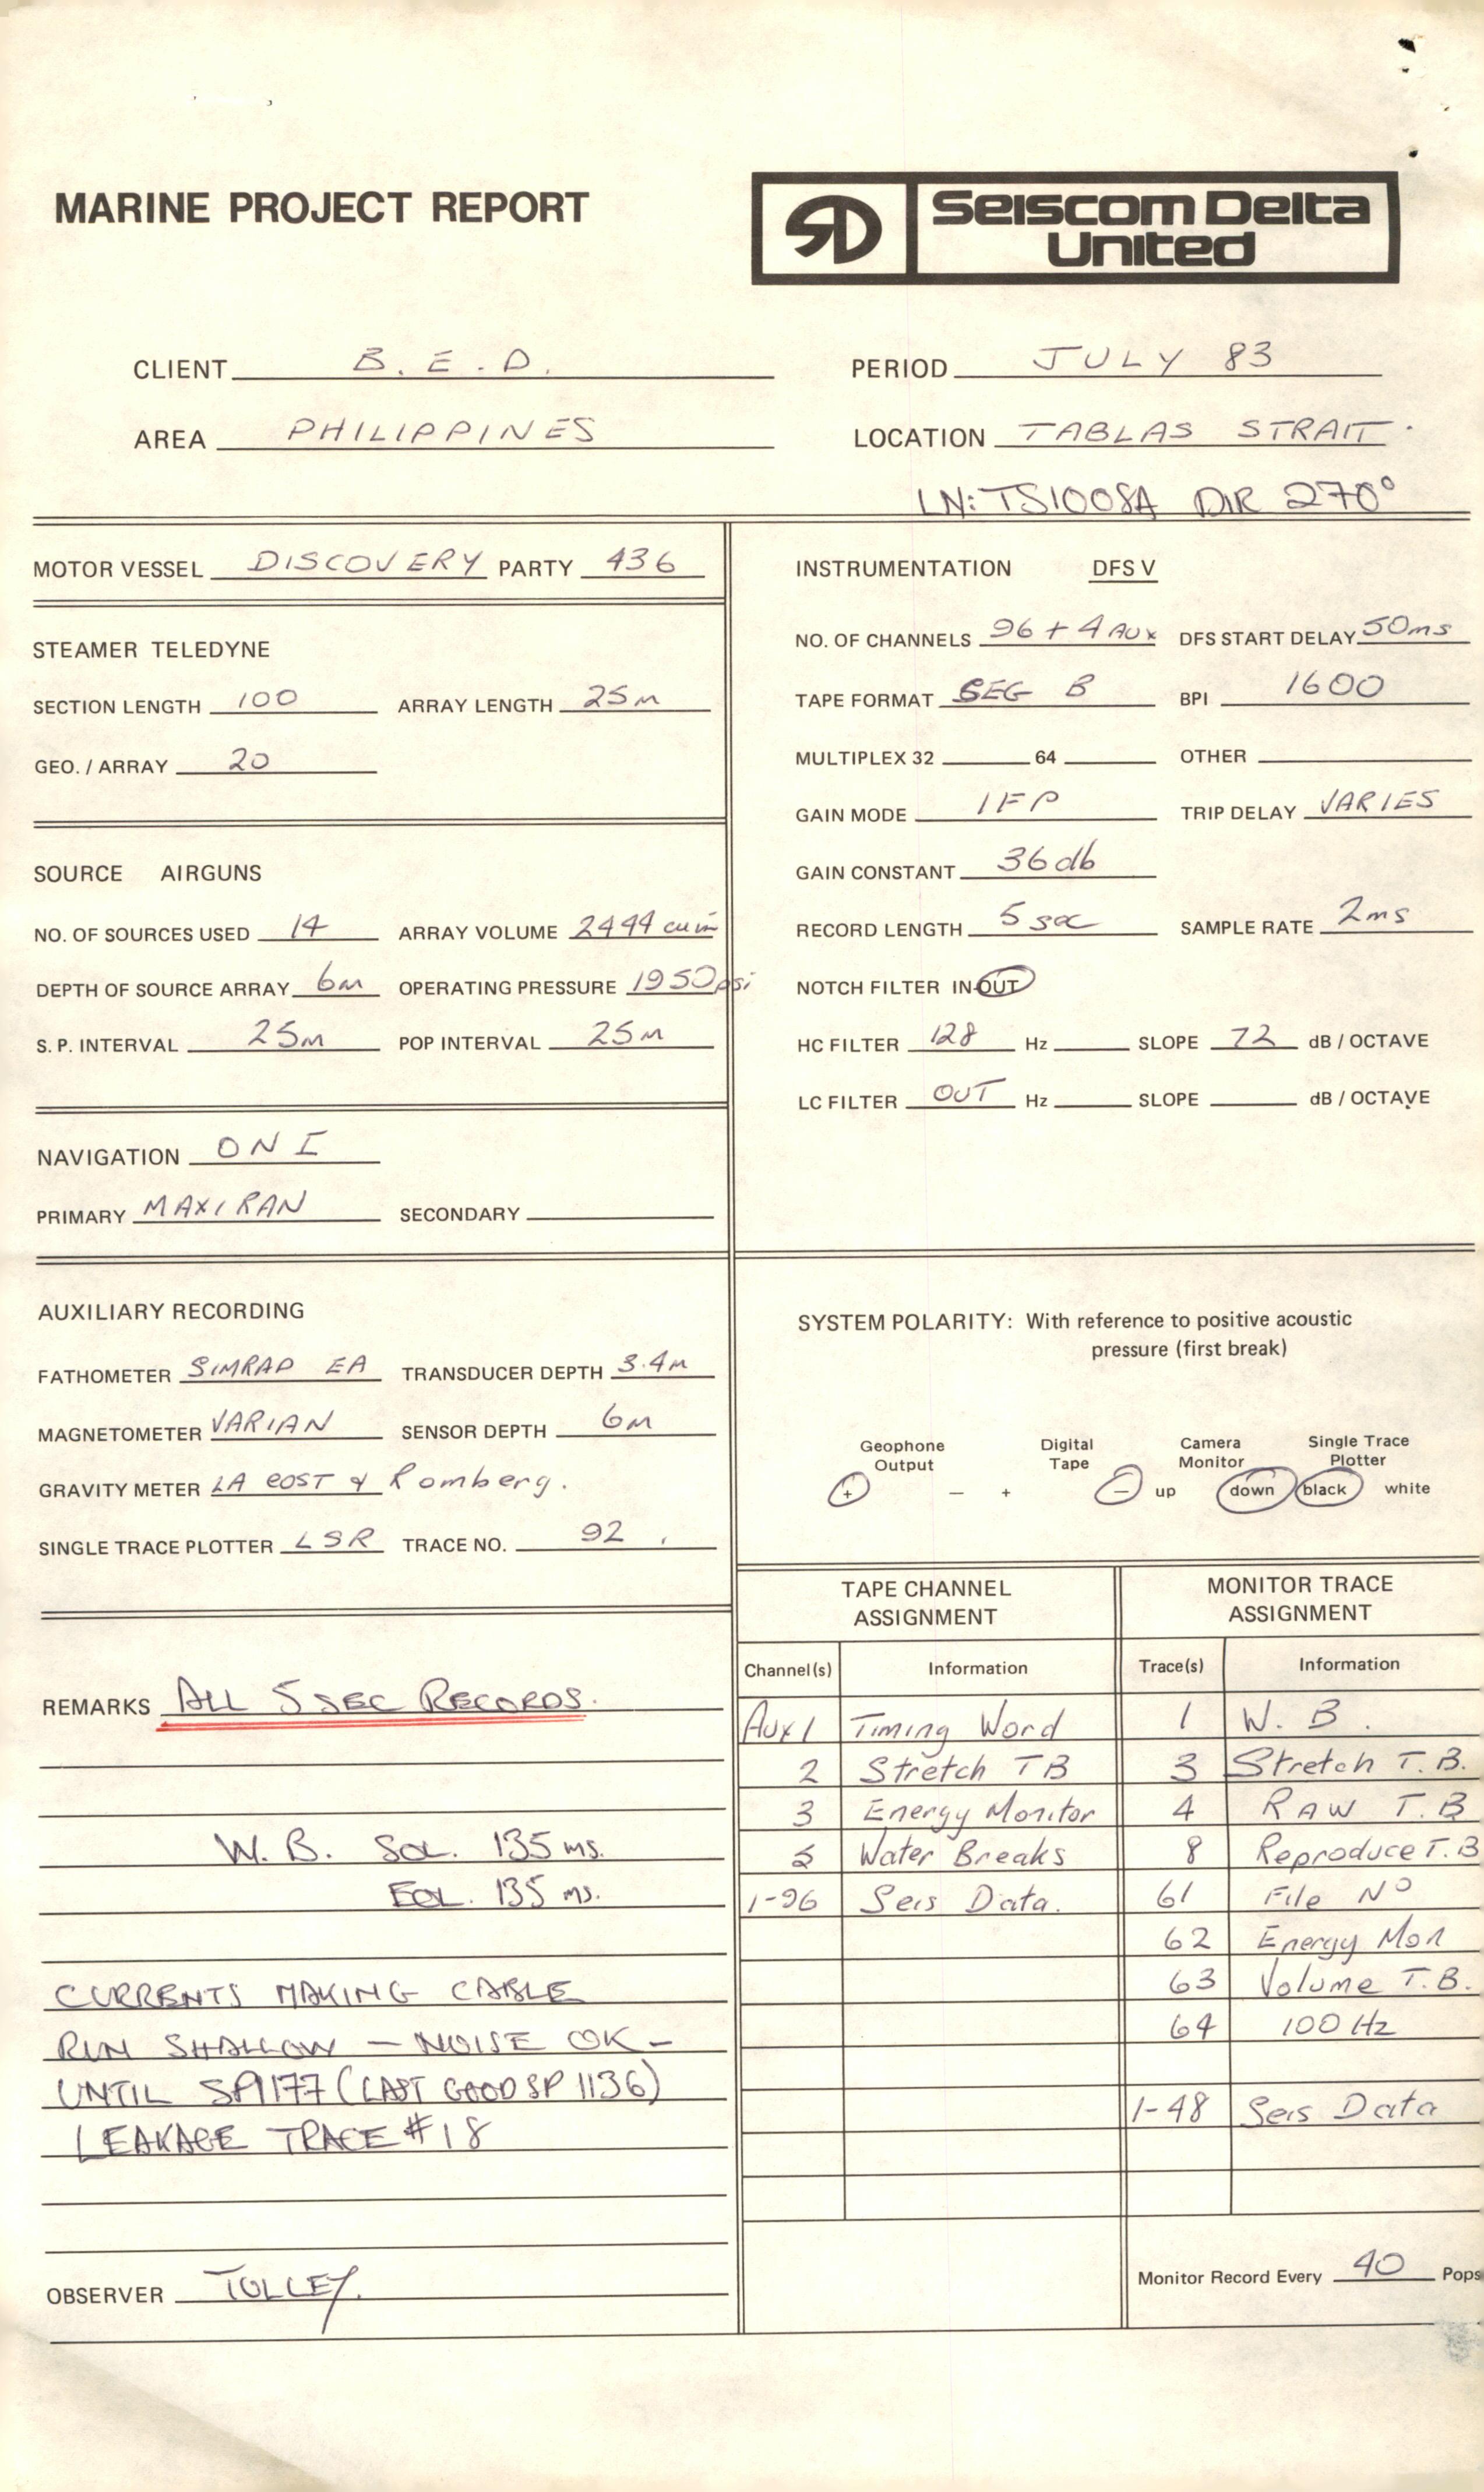 MARINE PROJECT REPORT
SD Seiscom Delta
United
CLIENT B. E. D. PERIOD JULY 83
AREA PHILIPPINES LOCATION TABLAS STRAIT.
LN: TS1008A DIR 270°
MOTOR VESSEL DISCOVERY PARTY 436
STEAMER TELEDYNE
SECTION LENGTH 100 ARRAY LENGTH 25M
GEO. / ARRAY 20
SOURCE AIRGUNS
NO. OF SOURCES USED 14 ARRAY VOLUME 2444 cu in
DEPTH OF SOURCE ARRAY 6M OPERATING PRESSURE 1950 psi
S. P. INTERVAL 25M POP INTERVAL 25M
NAVIGATION ONI
PRIMARY MAXIRAN SECONDARY
AUXILIARY RECORDING
FATHOMETER SIMRAD EA TRANSDUCER DEPTH 3.4M
MAGNETOMETER VARIAN SENSOR DEPTH 6M
GRAVITY METER LA COST & Romberg.
SINGLE TRACE PLOTTER LSR TRACE NO. 92
REMARKS ALL 5 SEC RECORDS.
W. B. SOL. 135 ms.
EOL. 135 ms.
CURRENTS MAKING CABLE
RUN SHALLOW - NOISE OK -
UNTIL SP1177 (LAST GOOD SP 1136)
LEAKAGE TRACE #18
OBSERVER TOLLEY.
INSTRUMENTATION DFS V
NO. OF CHANNELS 96 + 4 AUX DFS START DELAY 50ms
TAPE FORMAT SEG B BPI 1600
MULTIPLEX 32 64 OTHER
GAIN MODE IFP TRIP DELAY VARIES
GAIN CONSTANT 36db
RECORD LENGTH 5 sec SAMPLE RATE 2ms
NOTCH FILTER IN-OUT
HC FILTER 128 Hz SLOPE 72 dB / OCTAVE
LC FILTER OUT Hz SLOPE dB / OCTAVE
SYSTEM POLARITY: With reference to positive acoustic
pressure (first break)
Geophone Digital Camera Single Trace
Output Tape Monitor Plotter
+ — + — up down black white
TAPE CHANNEL MONITOR TRACE
ASSIGNMENT ASSIGNMENT
Channel(s) Information Trace(s) Information
Aux 1 Timing Word 1 W. B.
2 Stretch TB 3 Stretch T.B.
3 Energy Monitor 4 RAW T.B
5 Water Breaks 8 Reproduce T.B
1-96 Seis Data. 61 File No
62 Energy Mon
63 Volume T.B.
64 100 Hz
1-48 Seis Data
Monitor Record Every 40 Pops